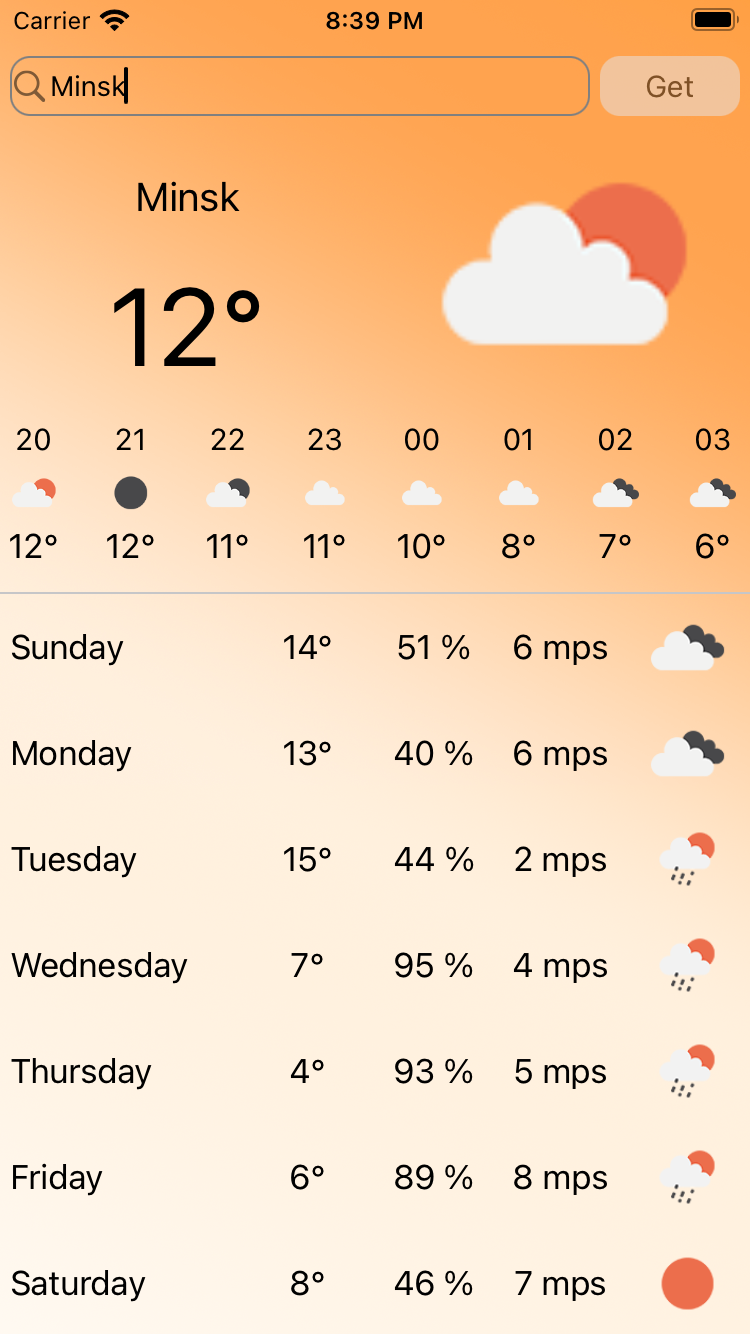 Carrier 8:39 PM
Minsk Get
Minsk
12°
20 21 22 23 00 01 02 03
12° 12° 11° 11° 10° 8° 7° 6°
Sunday 14° 51 % 6 mps
Monday 13° 40 % 6 mps
Tuesday 15° 44 % 2 mps
Wednesday 7° 95 % 4 mps
Thursday 4° 93 % 5 mps
Friday 6° 89 % 8 mps
Saturday 8° 46 % 7 mps